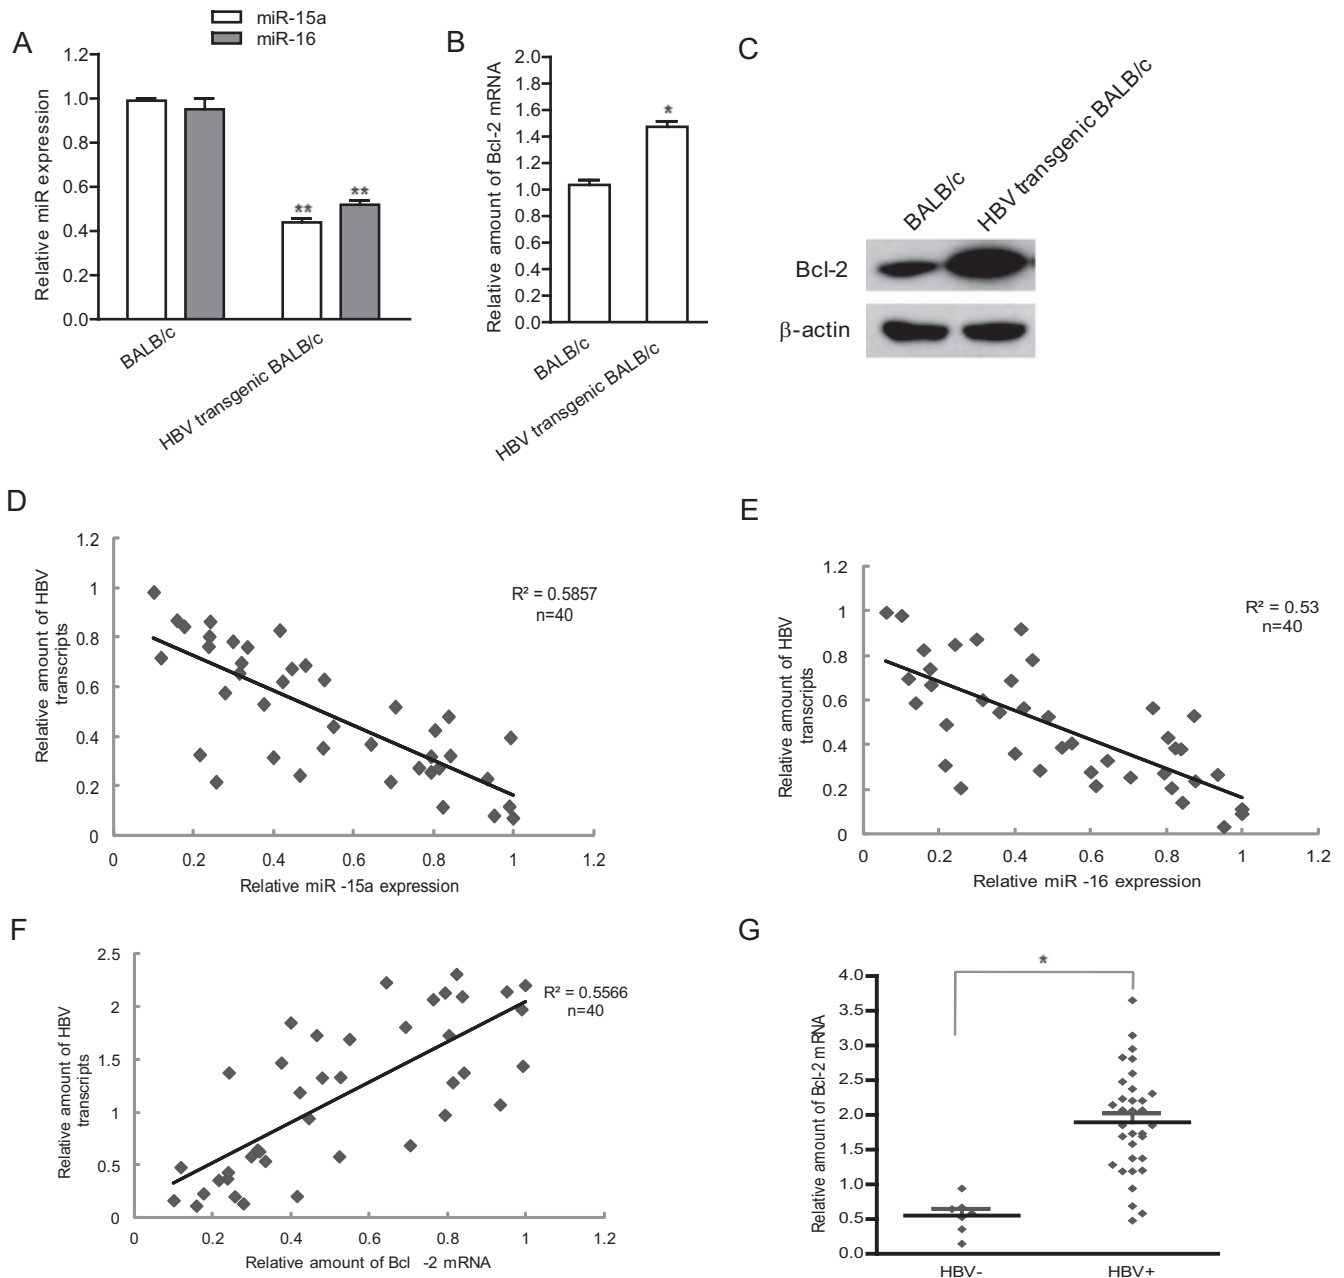 miR-15a
miR-16
A
Relative miR expression
1.2
1.0
0.8
0.6
0.4
0.2
0.0
**
**
BALB/c
HBV transgenic BALB/c
B
Relative amount of Bcl-2 mRNA
2.0
1.8
1.6
1.4
1.2
1.0
0.8
0.6
0.4
0.2
0.0
*
BALB/c
HBV transgenic BALB/c
C
BALB/c
HBV transgenic BALB/c
Bcl-2
β-actin
D
Relative amount of HBV
transcripts
1.2
1
0.8
0.6
0.4
0.2
0
R² = 0.5857
n=40
0 0.2 0.4 0.6 0.8 1 1.2
Relative miR -15a expression
E
Relative amount of HBV
transcripts
1.2
1
0.8
0.6
0.4
0.2
0
R² = 0.53
n=40
0 0.2 0.4 0.6 0.8 1 1.2
Relative miR -16 expression
F
Relative amount of HBV
transcripts
2.5
2
1.5
1
0.5
0
R² = 0.5566
n=40
0 0.2 0.4 0.6 0.8 1 1.2
Relative amount of Bcl -2 mRNA
G
Relative amount of Bcl-2 mRNA
4.0
3.5
3.0
2.5
2.0
1.5
1.0
0.5
0.0
*
HBV- HBV+